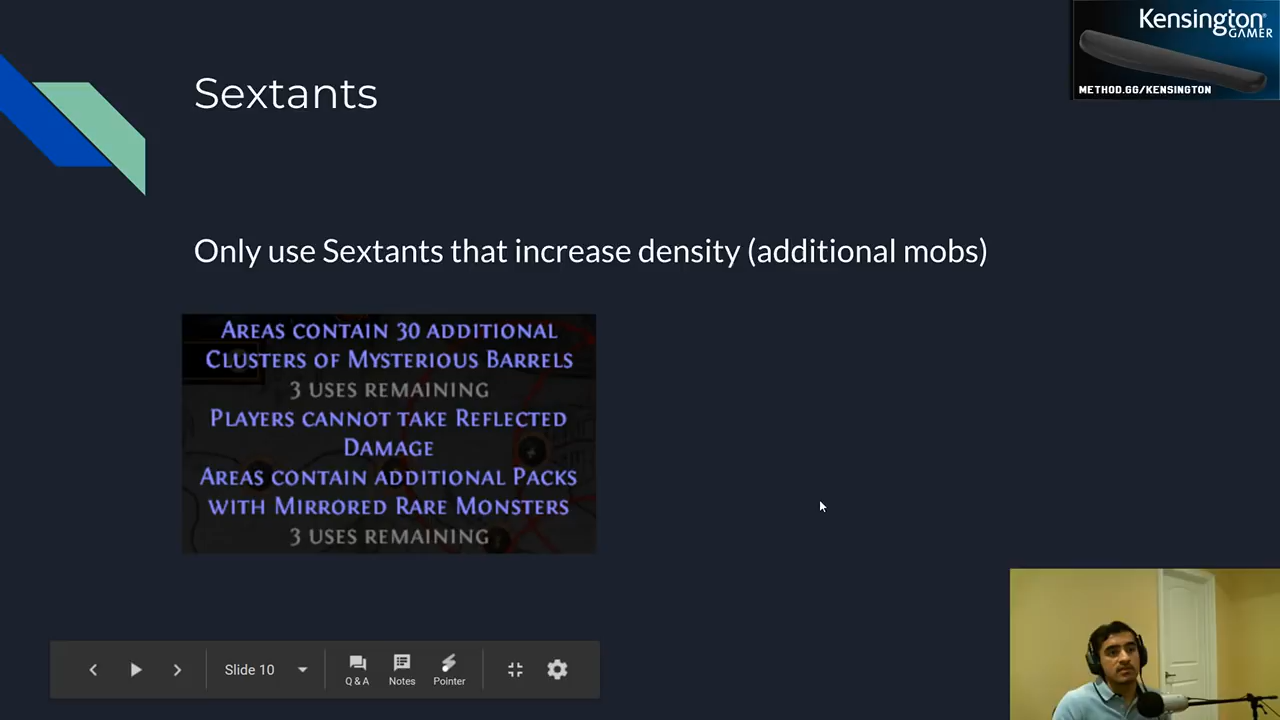 Kensington
GAMER
METHOD.GG/KENSINGTON
Sextants
Only use Sextants that increase density (additional mobs)
Areas contain 30 additional
Clusters of Mysterious Barrels
3 uses remaining
Players cannot take Reflected
Damage
Areas contain additional Packs
with Mirrored Rare Monsters
3 uses remaining
Slide 10
Q & A
Notes
Pointer